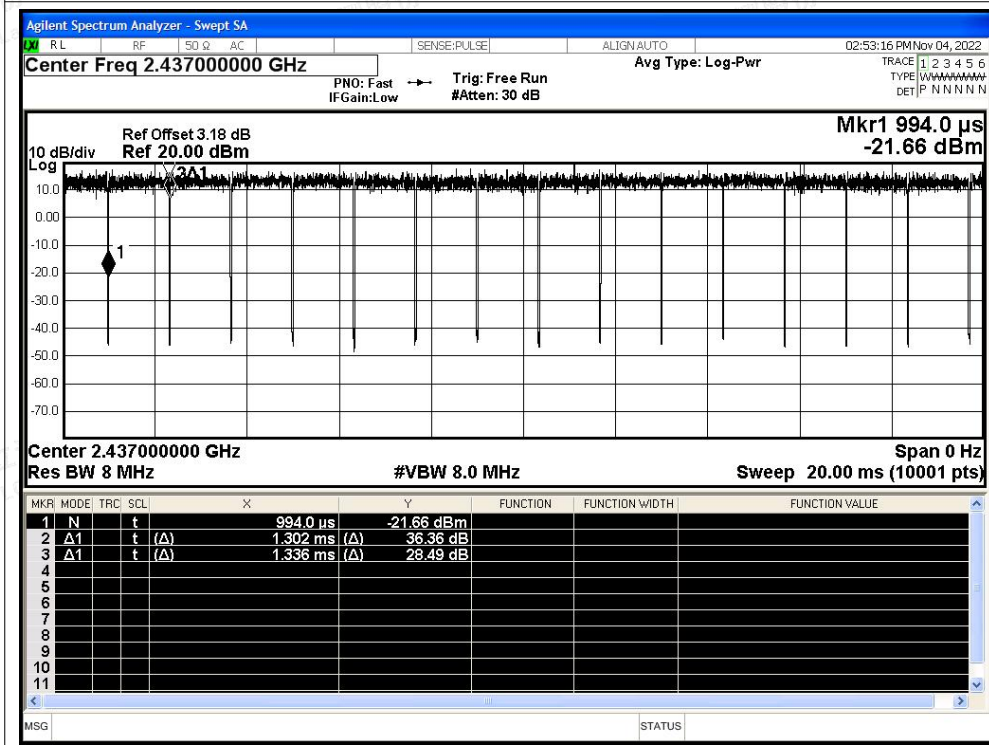 Agilent Spectrum Analyzer - Swept SA
LXI RL RF 50 Ω AC SENSE:PULSE ALIGN AUTO 02:53:16 PM Nov 04, 2022
Center Freq 2.437000000 GHz Avg Type: Log-Pwr TRACE 1 2 3 4 5 6
PNO: Fast Trig: Free Run TYPE WWWWWW
IFGain:Low #Atten: 30 dB DET P N N N N N
Mkr1 994.0 µs
Ref Offset 3.18 dB
10 dB/div Ref 20.00 dBm -21.66 dBm
Log
3Δ1
10.0
0.00
-10.0
1
-20.0
-30.0
-40.0
-50.0
-60.0
-70.0
Center 2.437000000 GHz Span 0 Hz
Res BW 8 MHz #VBW 8.0 MHz Sweep 20.00 ms (10001 pts)
MKR MODE TRC SCL X Y FUNCTION FUNCTION WIDTH FUNCTION VALUE
1 N t 994.0 µs -21.66 dBm
2 Δ1 t (Δ) 1.302 ms (Δ) 36.36 dB
3 Δ1 t (Δ) 1.336 ms (Δ) 28.49 dB
4
5
6
7
8
9
10
11
MSG STATUS